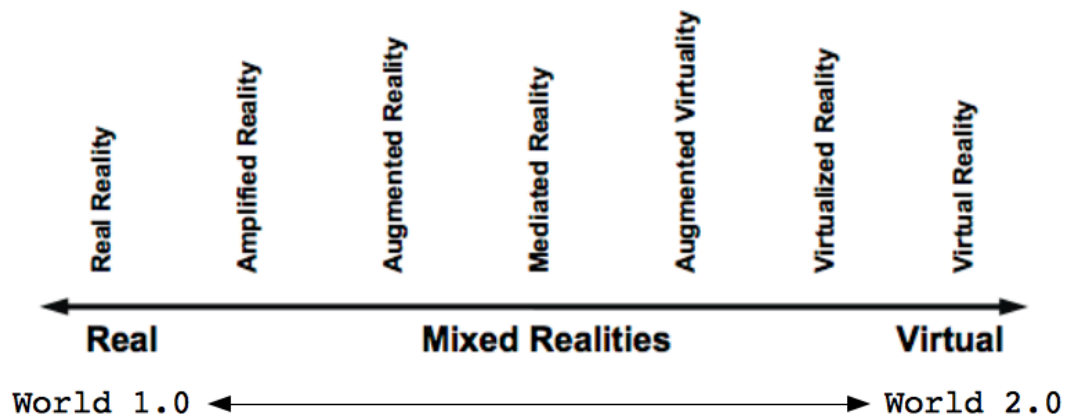 Real Reality
Amplified Reality
Augmented Reality
Mediated Reality
Augmented Virtuality
Virtualized Reality
Virtual Reality
Real
Mixed Realities
Virtual
World 1.0
World 2.0